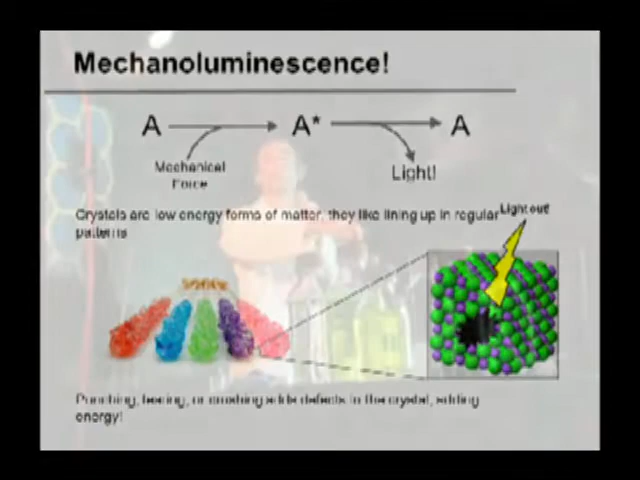 Mechanoluminescence!
A A* A
Mechanical
Force
Light!
Crystals are low energy forms of matter, they like lining up in regular
patterns
Light out!
Punching, tearing, or crushing adds defects to the crystal, adding
energy!